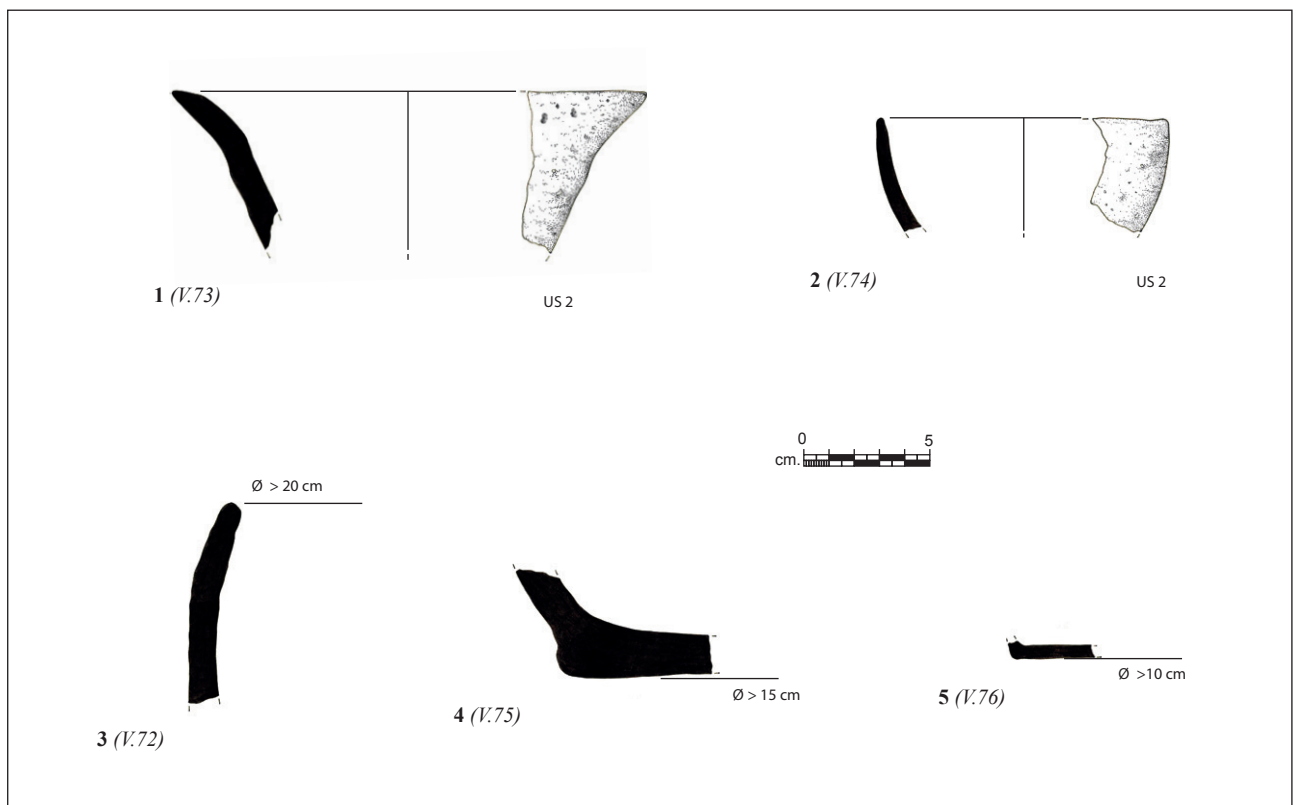 1 (V.73)
US 2
2 (V.74)
US 2
0 5
cm.
Ø > 20 cm
3 (V.72)
4 (V.75)
Ø > 15 cm
5 (V.76)
Ø >10 cm